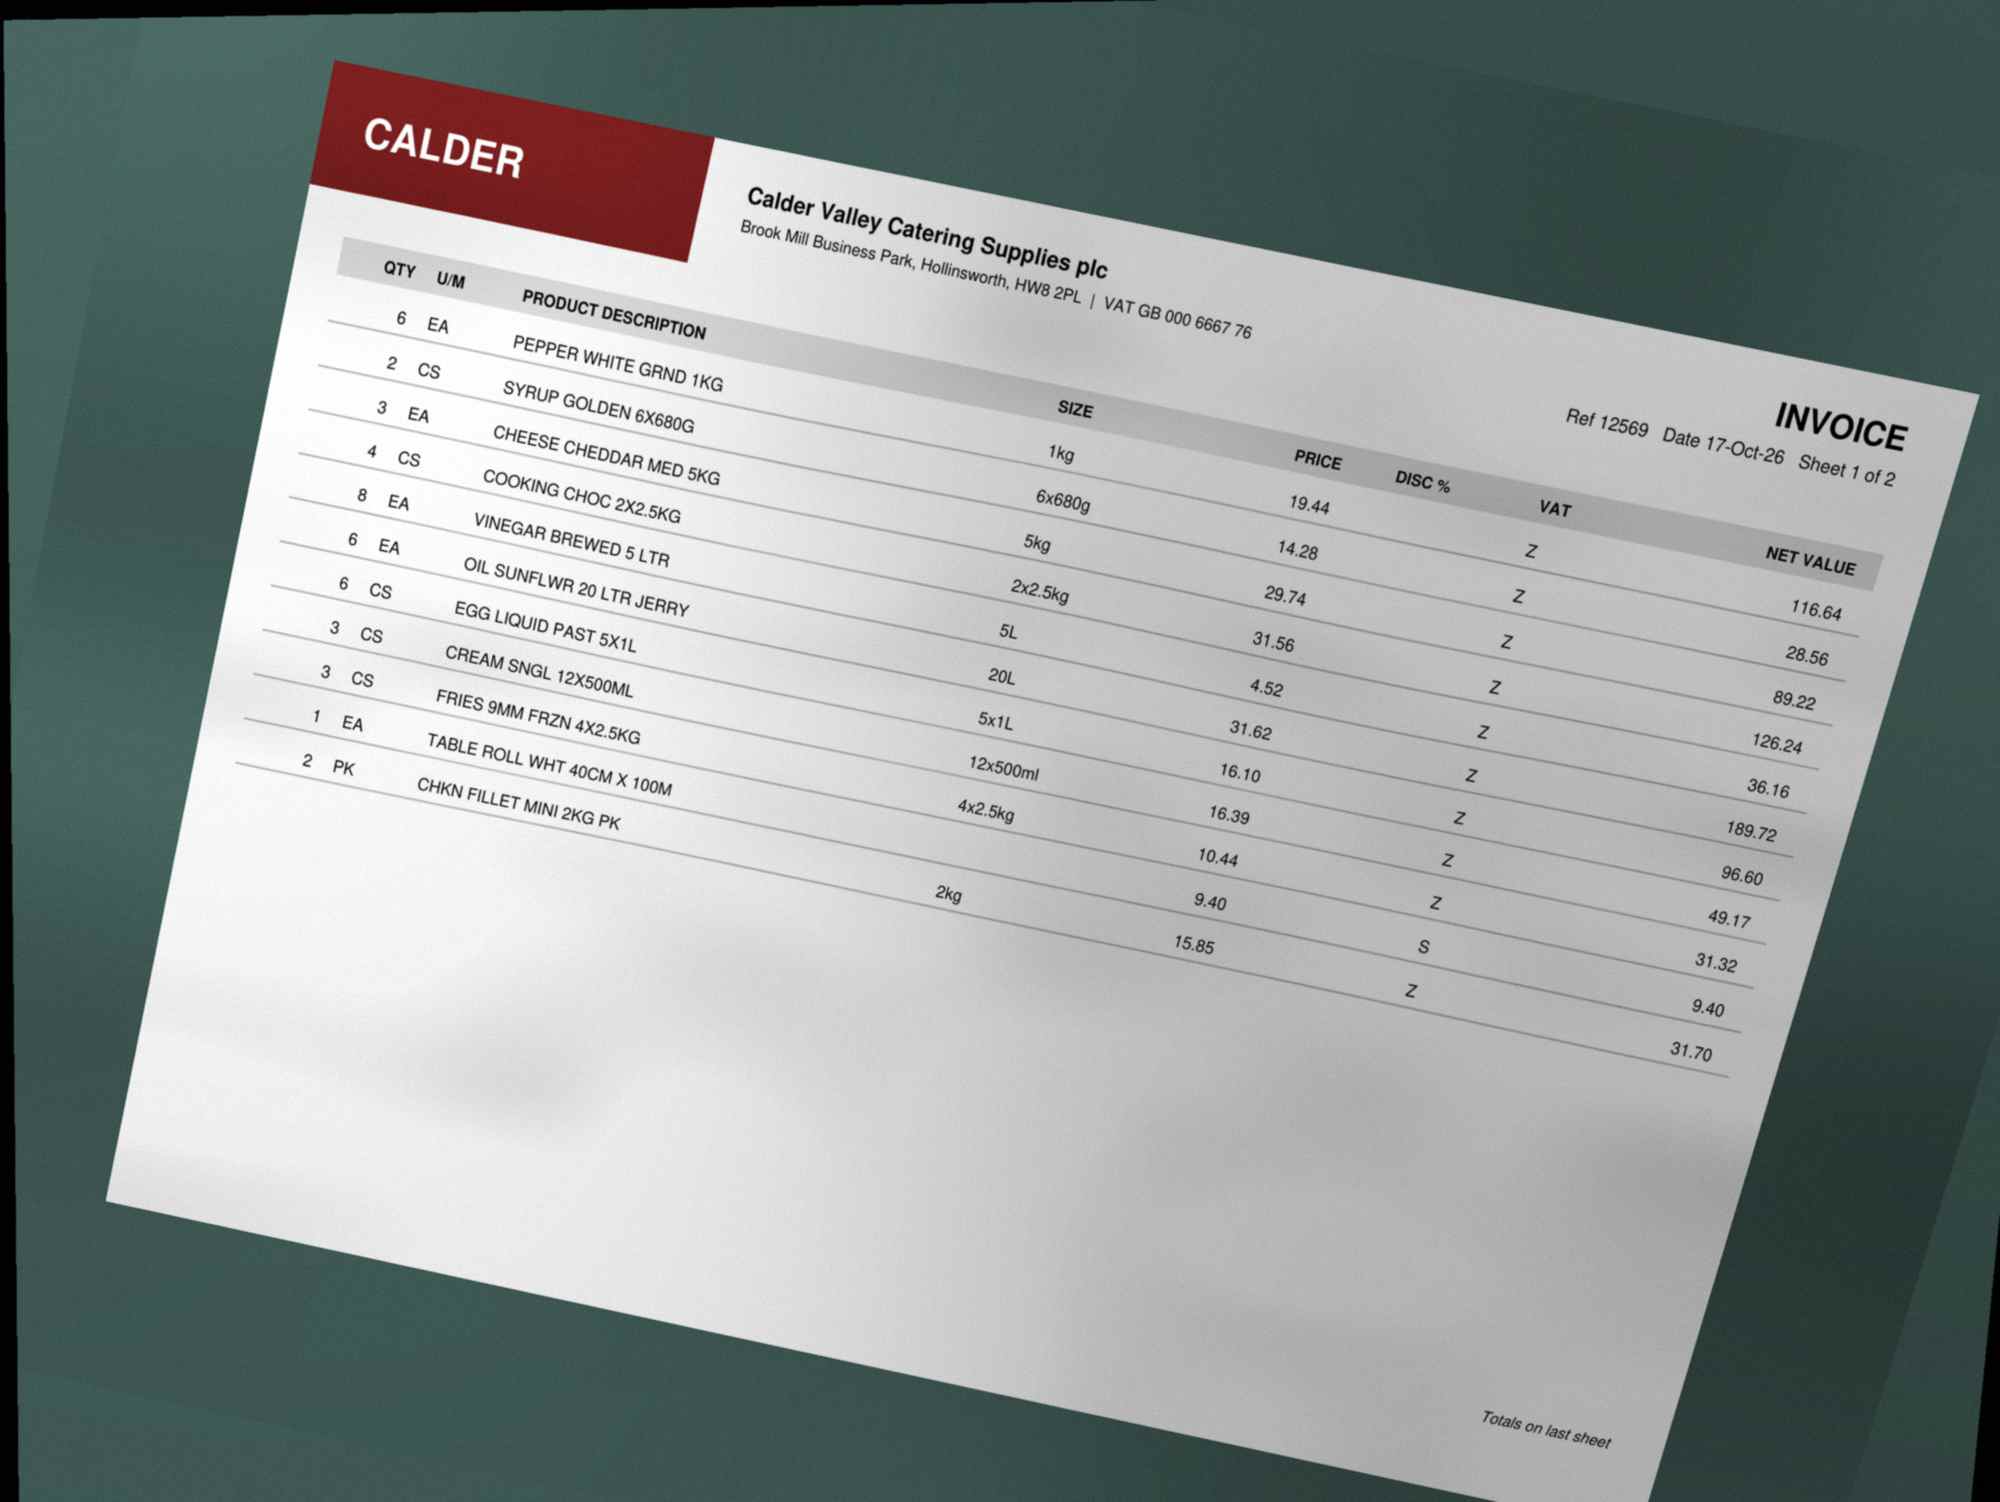 CALDER
Calder Valley Catering Supplies plc
Brook Mill Business Park, Hollinsworth, HW8 2PL | VAT GB 000 6667 76
INVOICE
Ref 12569 Date 17-Oct-26 Sheet 1 of 2
QTY U/M PRODUCT DESCRIPTION SIZE PRICE DISC % VAT NET VALUE
6 EA PEPPER WHITE GRND 1KG 1kg 19.44 Z 116.64
2 CS SYRUP GOLDEN 6X680G 6x680g 14.28 Z 28.56
3 EA CHEESE CHEDDAR MED 5KG 5kg 29.74 Z 89.22
4 CS COOKING CHOC 2X2.5KG 2x2.5kg 31.56 Z 126.24
8 EA VINEGAR BREWED 5 LTR 5L 4.52 Z 36.16
6 EA OIL SUNFLWR 20 LTR JERRY 20L 31.62 Z 189.72
6 CS EGG LIQUID PAST 5X1L 5x1L 16.10 Z 96.60
3 CS CREAM SNGL 12X500ML 12x500ml 16.39 Z 49.17
3 CS FRIES 9MM FRZN 4X2.5KG 4x2.5kg 10.44 Z 31.32
1 EA TABLE ROLL WHT 40CM X 100M 9.40 S 9.40
2 PK CHKN FILLET MINI 2KG PK 2kg 15.85 Z 31.70
Totals on last sheet